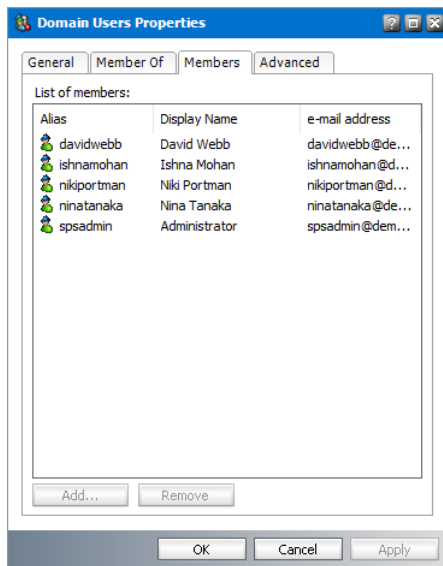 Domain Users Properties
General Member Of Members Advanced
List of members:
Alias Display Name e-mail address
davidwebb David Webb davidwebb@de...
ishnamohan Ishna Mohan ishnamohan@d...
nikiportman Niki Portman nikiportman@d...
ninatanaka Nina Tanaka ninatanaka@de...
spsadmin Administrator spsadmin@dem...
Add... Remove
OK Cancel Apply